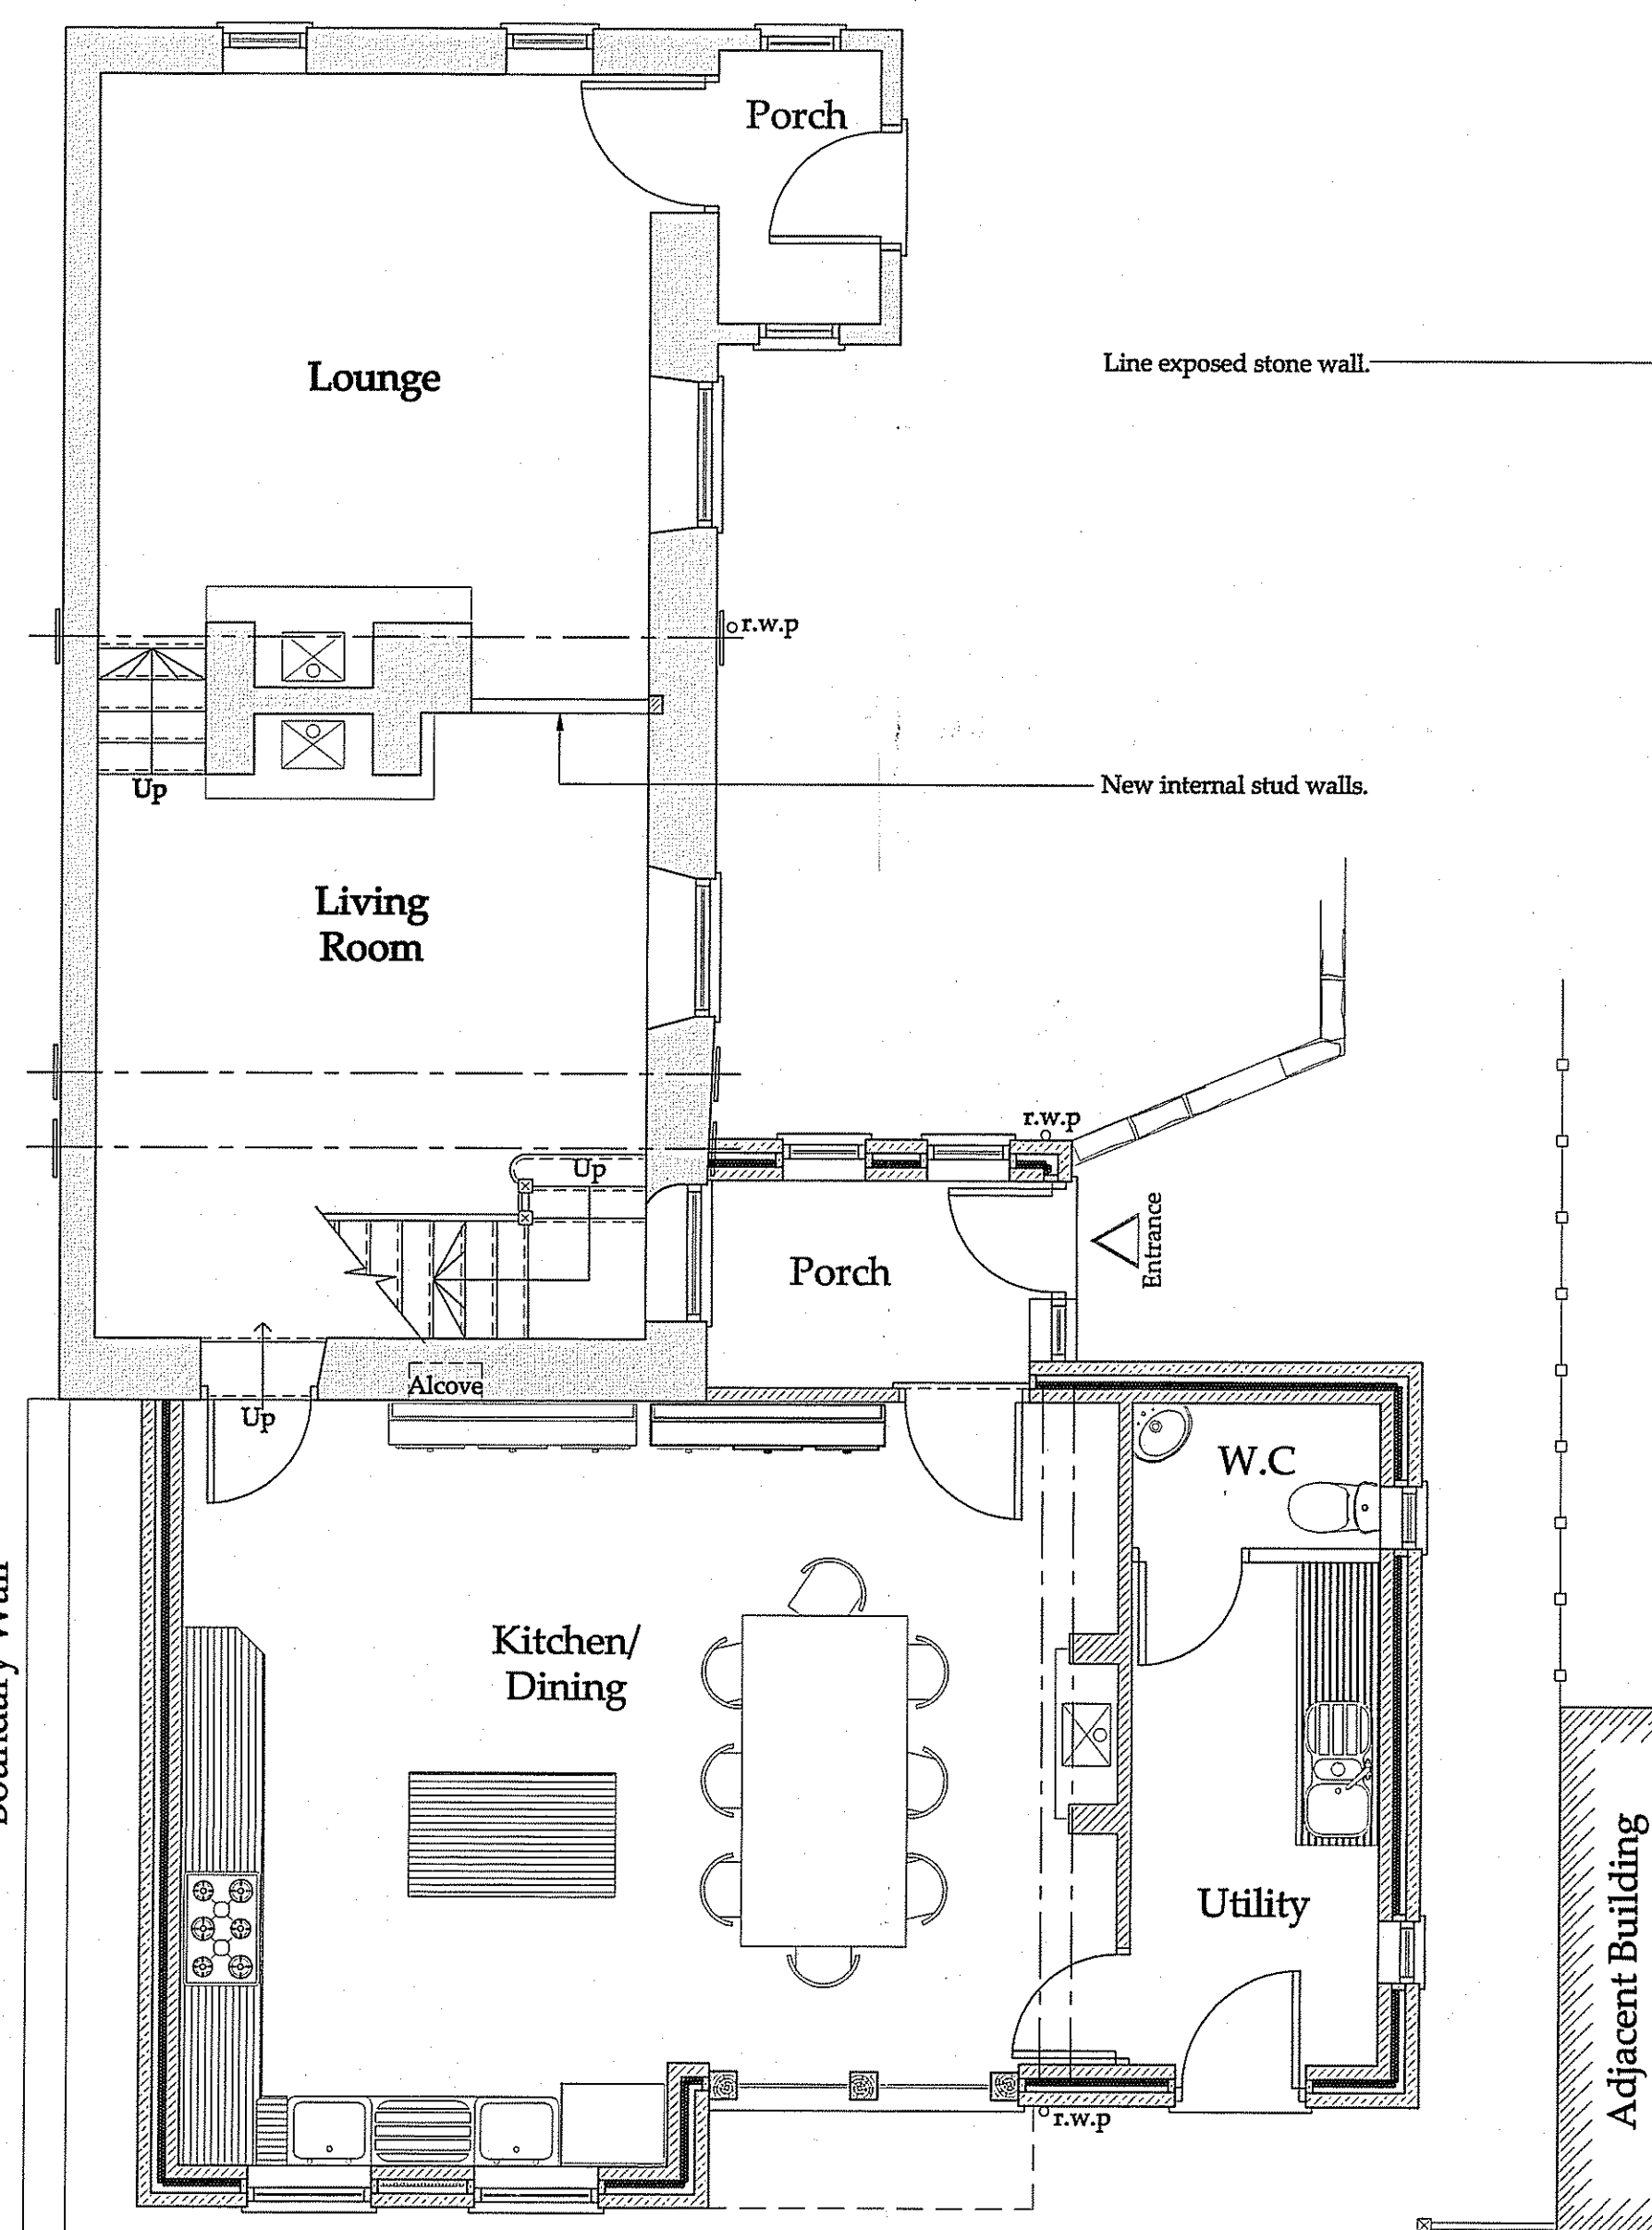 Porch
Line exposed stone wall.
Lounge
r.w.p
Up
New internal stud walls.
Living
Room
r.w.p
Up
Entrance
Porch
Alcove
Up
W.C
Boundary Wall
Kitchen/
Dining
Utility
Adjacent Building
r.w.p